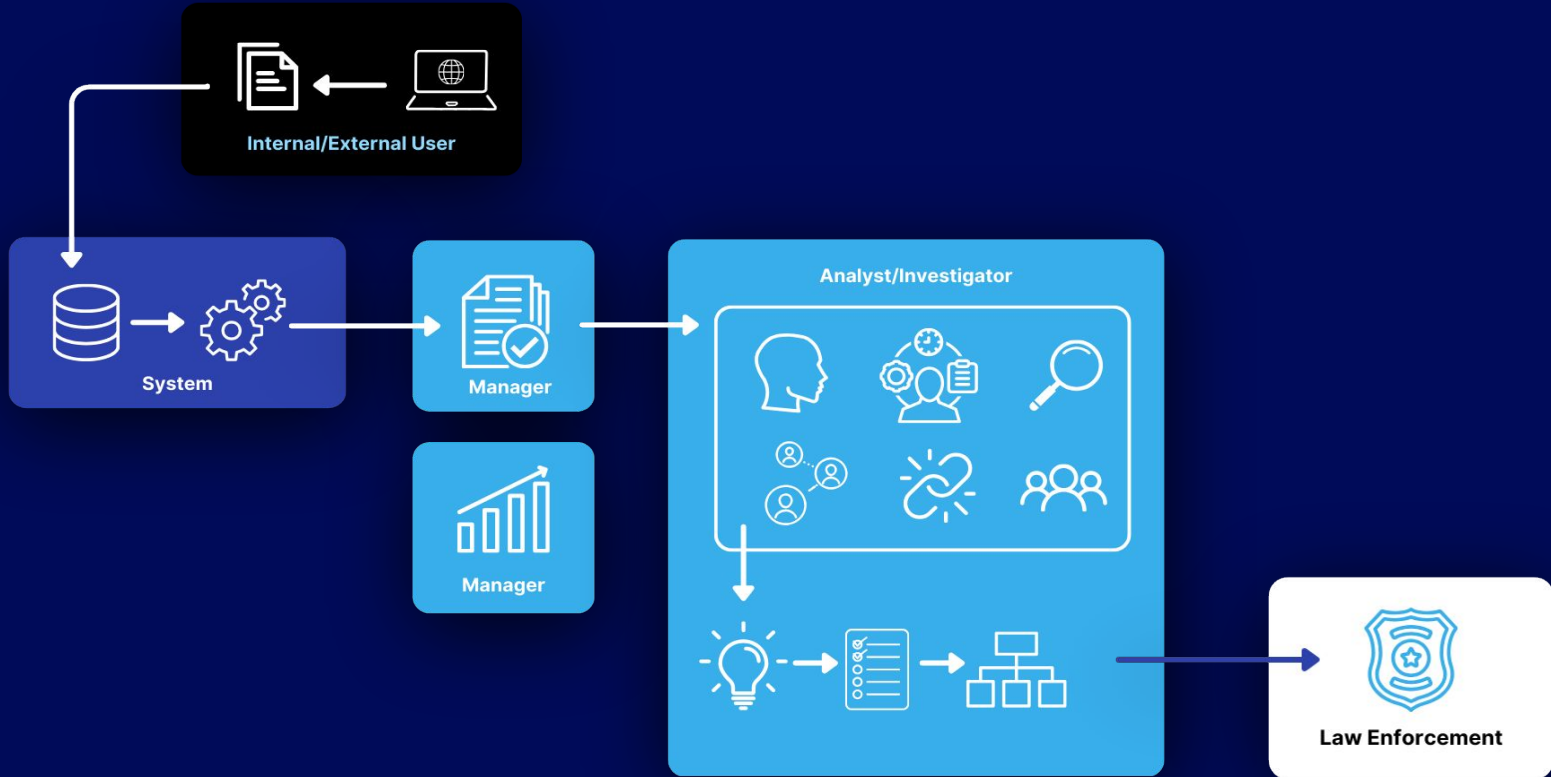 Internal/External User
System
Manager
Analyst/Investigator
Manager
Law Enforcement